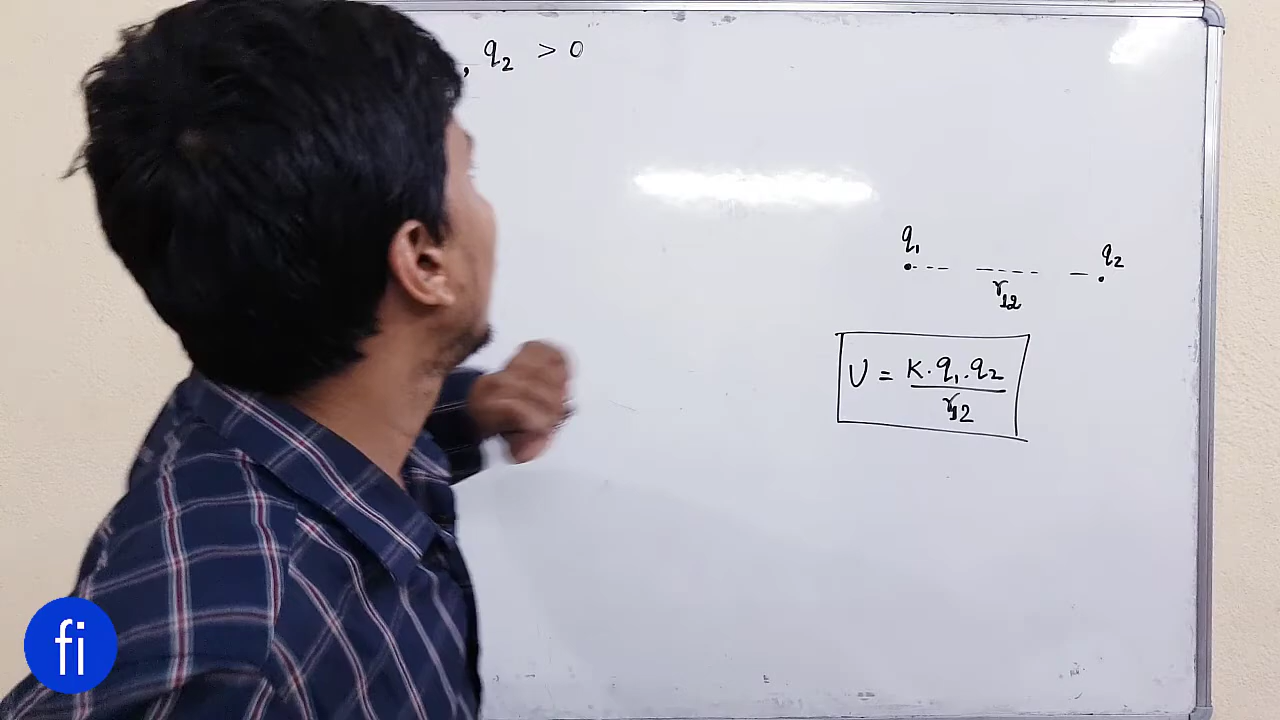 , q₂ > 0
q₁
q₂
r₁₂
U = K·q₁·q₂
r₁₂
fi